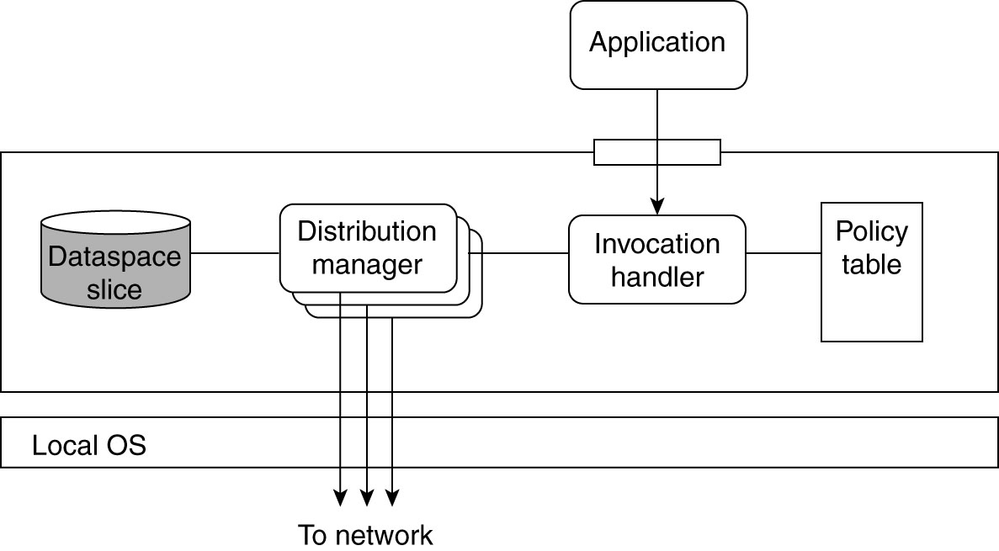 Application
Dataspace
slice
Distribution
manager
Invocation
handler
Policy
table
Local OS
To network